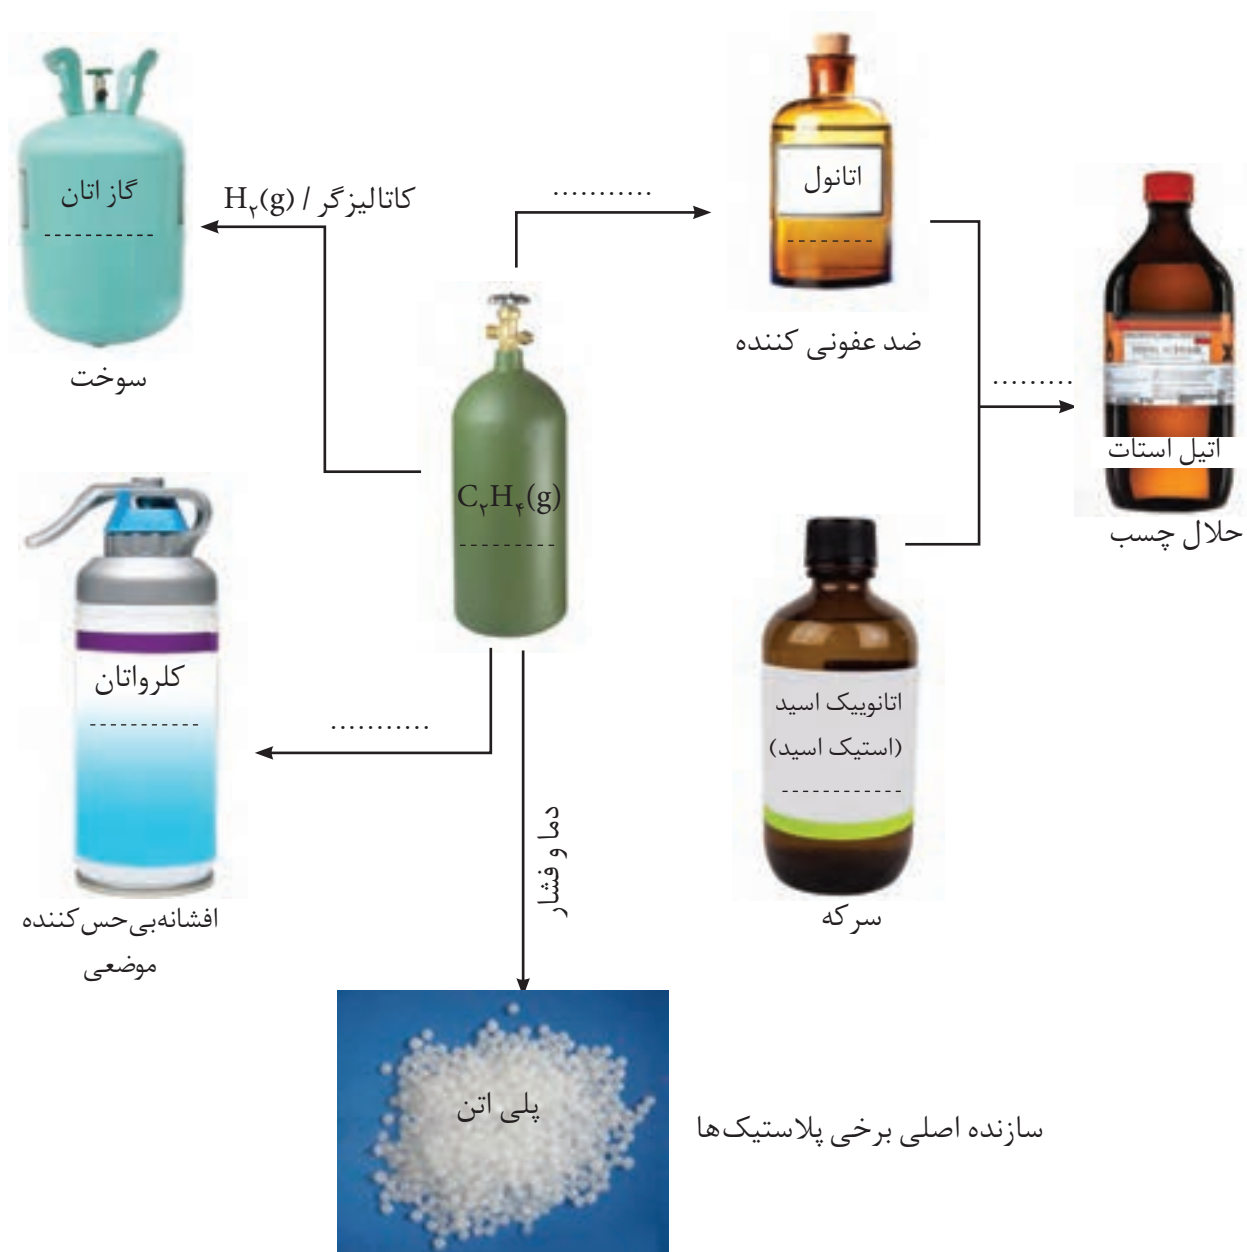 گاز اتان
-----------
سوخت
H۲(g) / کاتالیزگر
...........
اتانول
---------
ضد عفونی کننده
.........
اتیل استات
حلال چسب
C۲H۴(g)
----------
کلرواتان
-----------
افشانه‌بی‌حس‌کننده
موضعی
...........
دما و فشار
اتانوییک اسید
(استیک اسید)
------------
سرکه
پلی اتن
سازنده اصلی برخی پلاستیک‌ها